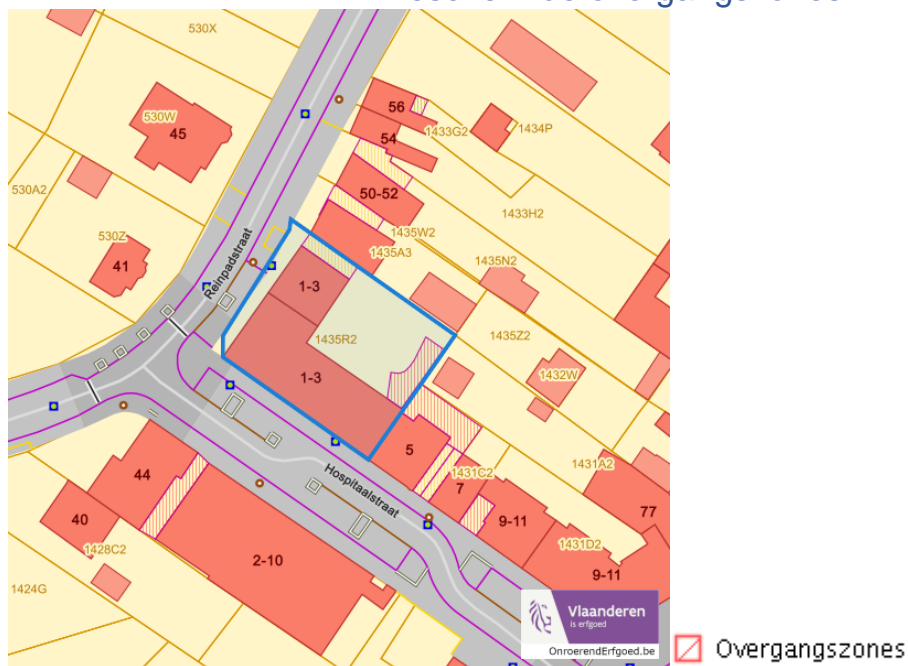 530X
56
530W
45
54
1433G2
1434P
530A2
50-52
1433H2
1435W2
530Z
1435A3
41
Reinpadstraat
1435N2
1-3
1435R2
1435Z2
1-3
1432W
5
1431C2
1431A2
Hospitaalstraat
44
7
77
40
9-11
1428C2
1431D2
2-10
9-11
1424G
Vlaanderen
is erfgoed
OnroerendErfgoed.be
Overgangszones